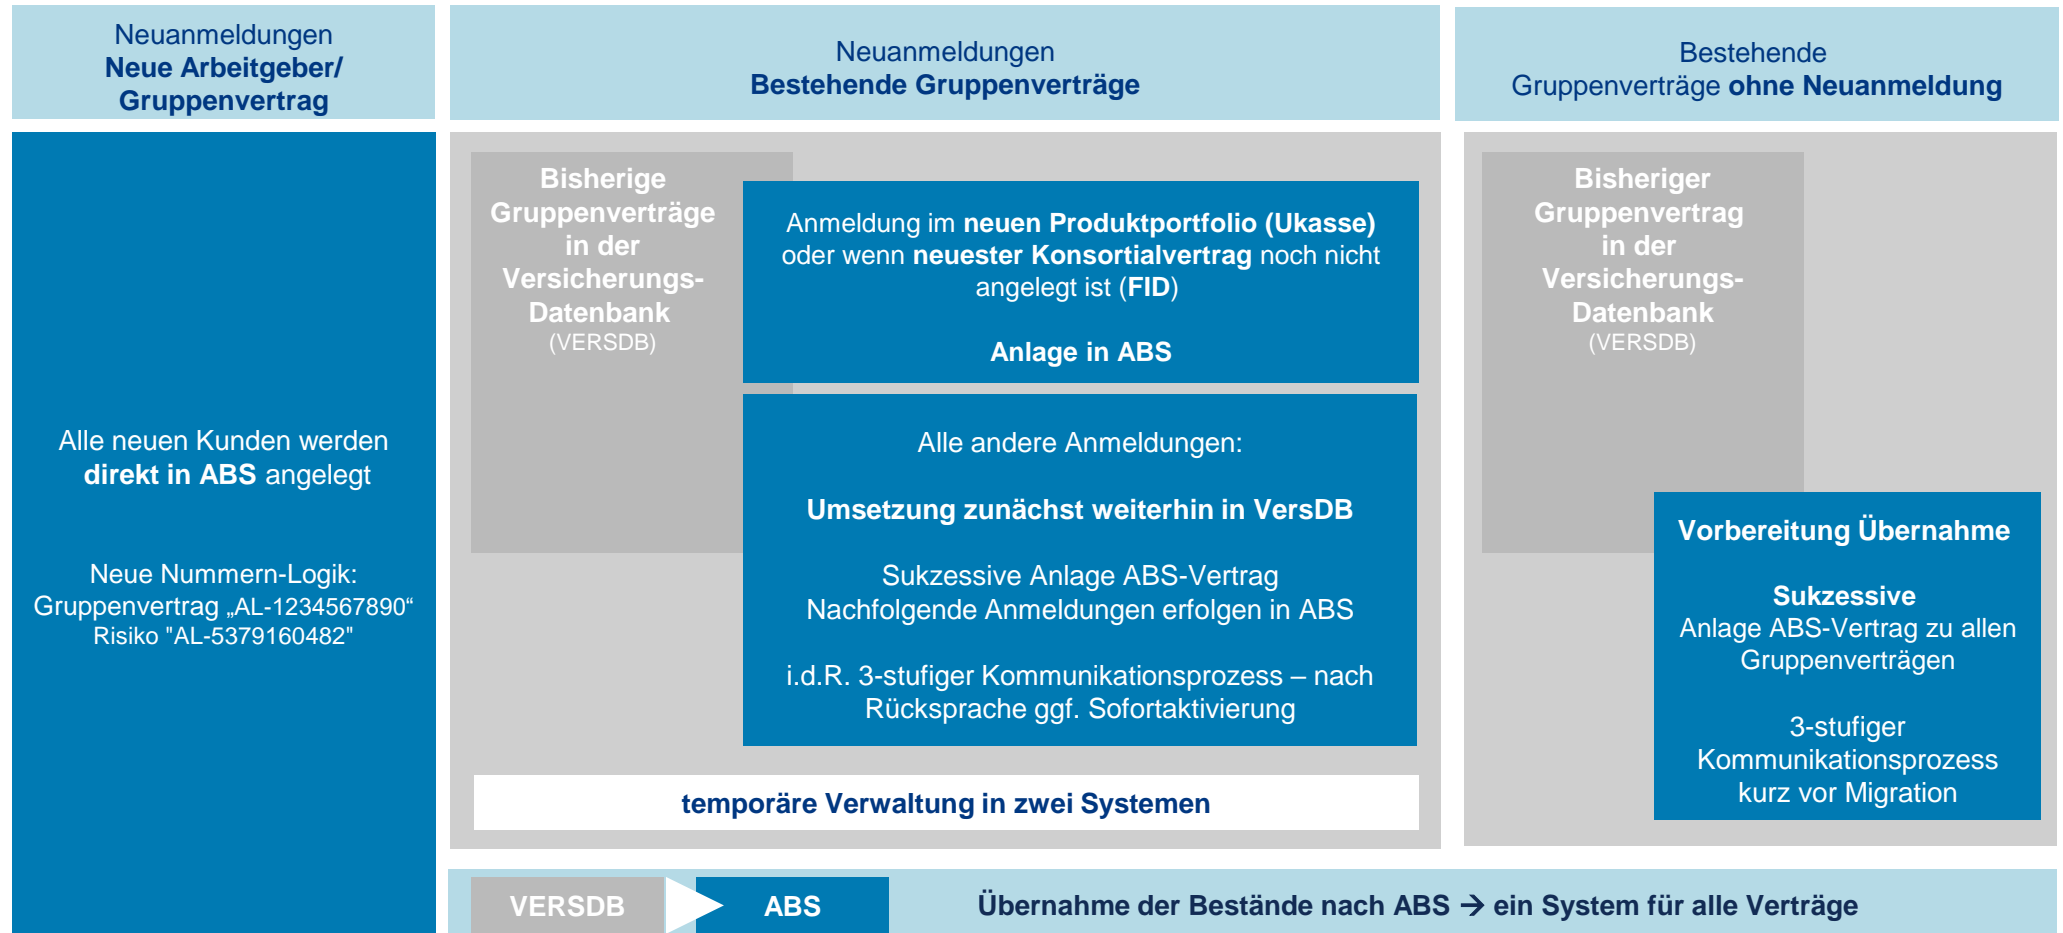 Neuanmeldungen
Neue Arbeitgeber/
Gruppenvertrag
Neuanmeldungen
Bestehende Gruppenverträge
Bestehende
Gruppenverträge ohne Neuanmeldung
Alle neuen Kunden werden
direkt in ABS angelegt
Neue Nummern-Logik:
Gruppenvertrag „AL-1234567890“
Risiko "AL-5379160482"
Bisherige
Gruppenverträge
in der
Versicherungs-
Datenbank
(VERSDB)
Anmeldung im neuen Produktportfolio (Ukasse)
oder wenn neuester Konsortialvertrag noch nicht
angelegt ist (FID)
Anlage in ABS
Alle andere Anmeldungen:
Umsetzung zunächst weiterhin in VersDB
Sukzessive Anlage ABS-Vertrag
Nachfolgende Anmeldungen erfolgen in ABS
i.d.R. 3-stufiger Kommunikationsprozess – nach
Rücksprache ggf. Sofortaktivierung
temporäre Verwaltung in zwei Systemen
Bisheriger
Gruppenvertrag
in der
Versicherungs-
Datenbank
(VERSDB)
Vorbereitung Übernahme
Sukzessive
Anlage ABS-Vertrag zu allen
Gruppenverträgen
3-stufiger
Kommunikationsprozess
kurz vor Migration
VERSDB
ABS
Übernahme der Bestände nach ABS → ein System für alle Verträge